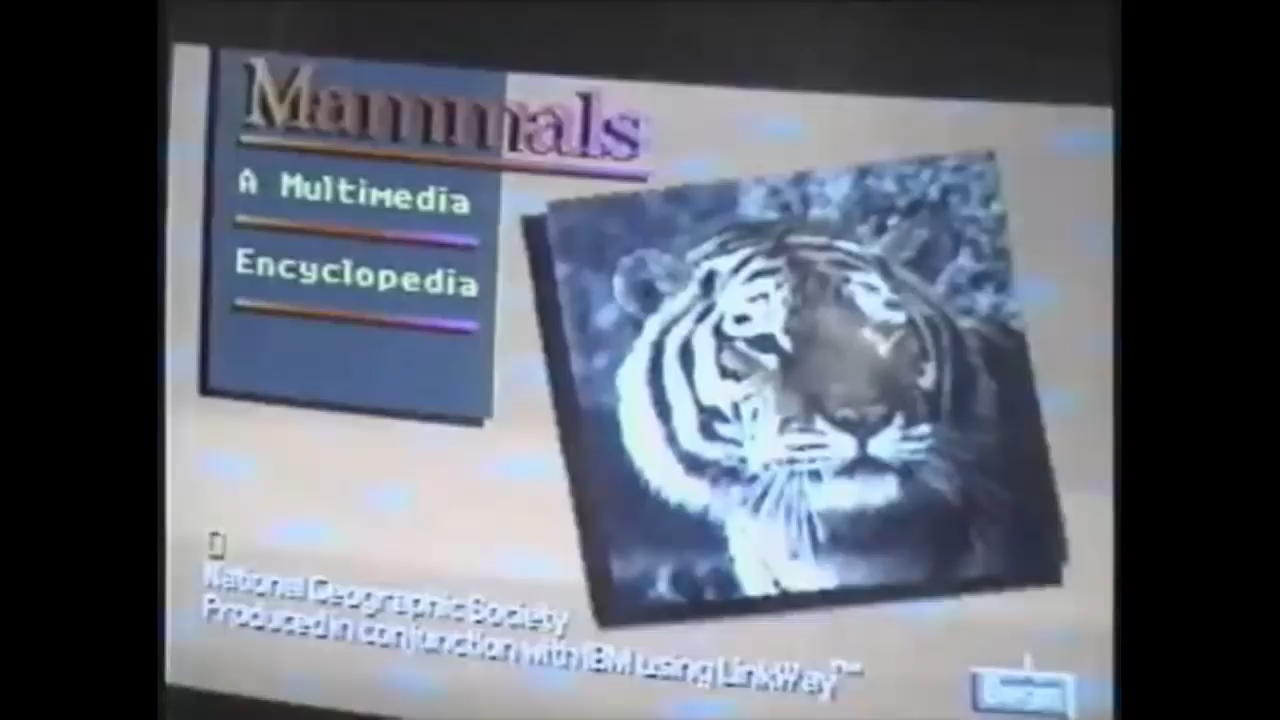 Mammals
A Multimedia
Encyclopedia
National Geographic Society
Produced in conjunction with IBM using LinkWay™